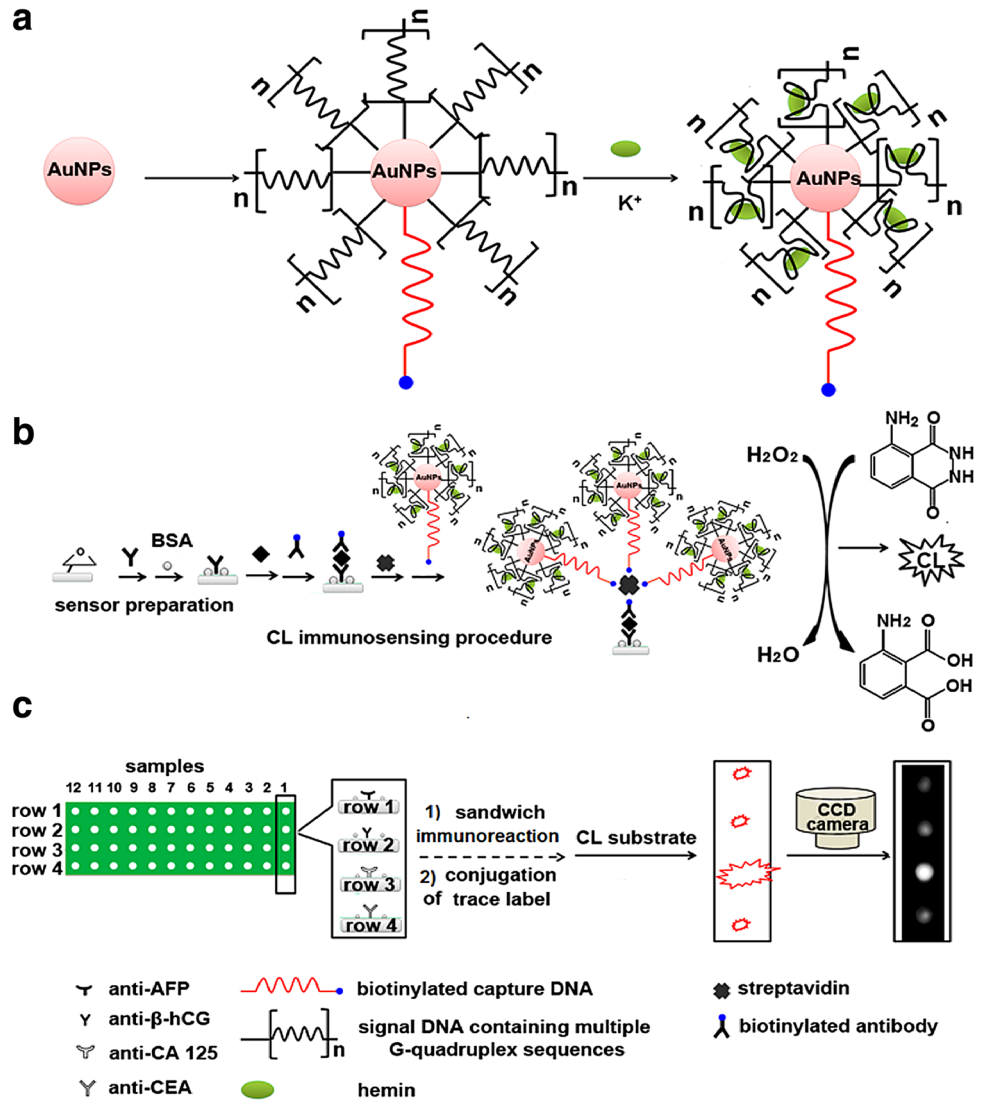 a
n
n
n
n
n
n
n
AuNPs
AuNPs
K⁺
n
n
n
n
n
n
n
AuNPs
b
n
n
n
AuNPs
BSA
sensor preparation
CL immunosensing procedure
n
n
n
AuNPs
n
n
n
AuNPs
n
n
n
AuNPs
H₂O₂
NH₂
O
NH
NH
O
CL
H₂O
NH₂
O
OH
OH
O
c
samples
12 11 10 9 8 7 6 5 4 3 2 1
row 1
row 2
row 3
row 4
row 1
row 2
row 3
row 4
1) sandwich
immunoreaction
2) conjugation
of trace label
CL substrate
CCD
camera
anti-AFP
anti-β-hCG
anti-CA 125
anti-CEA
biotinylated capture DNA
n
signal DNA containing multiple
G-quadruplex sequences
hemin
streptavidin
biotinylated antibody